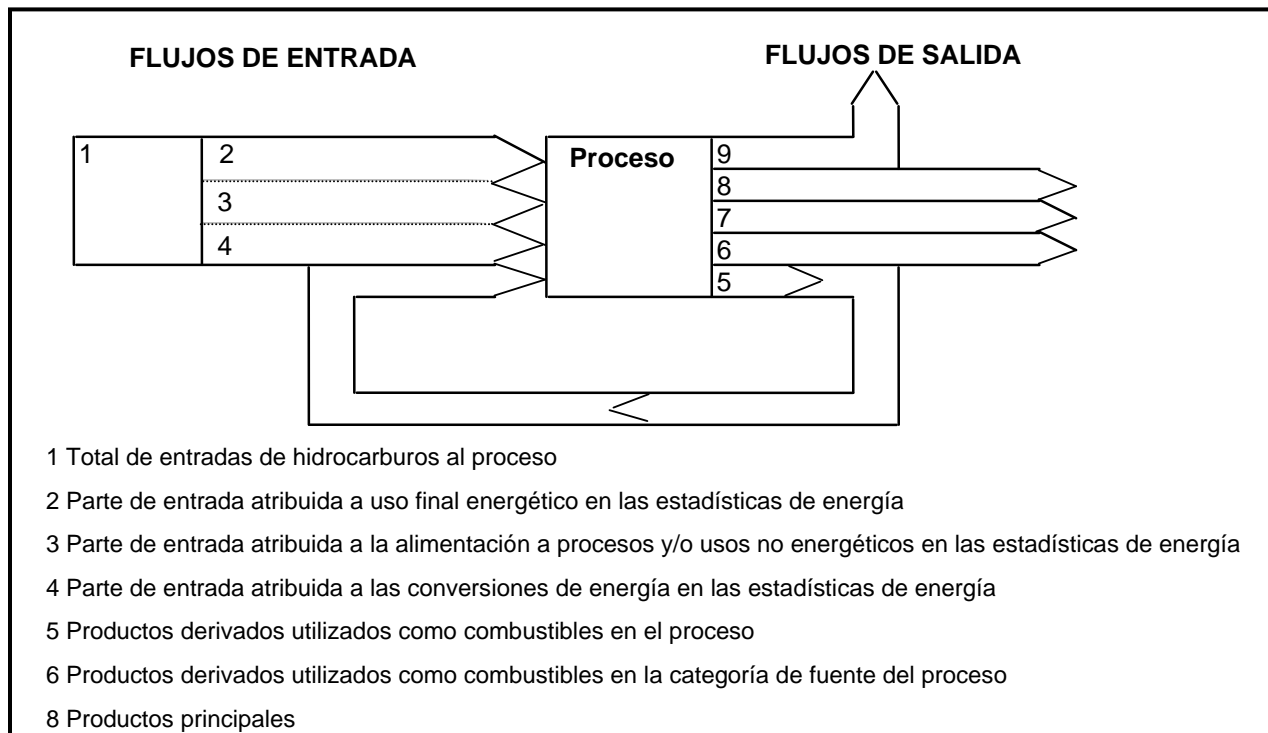 FLUJOS DE ENTRADA
FLUJOS DE SALIDA
1
2
3
4
Proceso
9
8
7
6
5
1 Total de entradas de hidrocarburos al proceso
2 Parte de entrada atribuida a uso final energético en las estadísticas de energía
3 Parte de entrada atribuida a la alimentación a procesos y/o usos no energéticos en las estadísticas de energía
4 Parte de entrada atribuida a las conversiones de energía en las estadísticas de energía
5 Productos derivados utilizados como combustibles en el proceso
6 Productos derivados utilizados como combustibles en la categoría de fuente del proceso
8 Productos principales